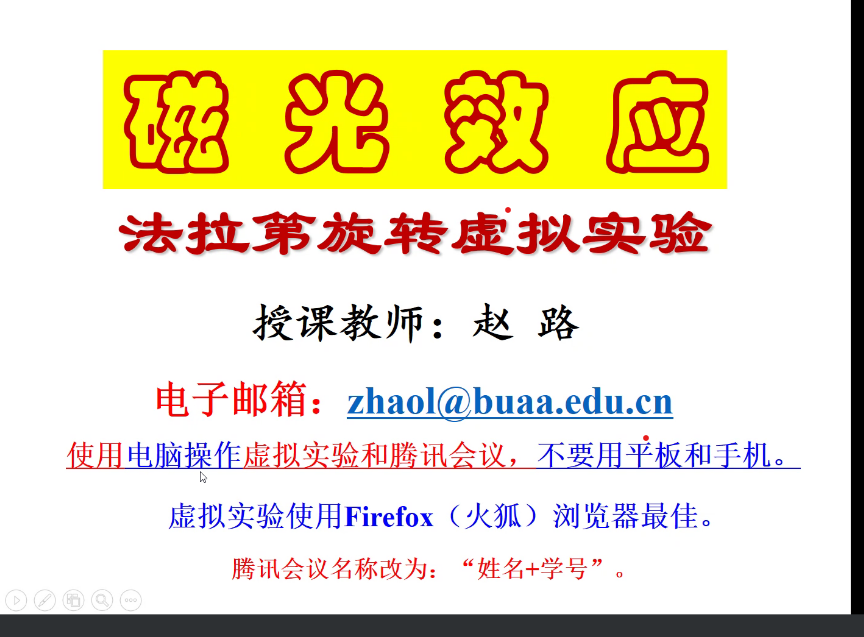 磁光效应
法拉第旋转虚拟实验
授课教师：赵 路
电子邮箱：zhaol@buaa.edu.cn
使用电脑操作虚拟实验和腾讯会议，不要用平板和手机。
虚拟实验使用Firefox（火狐）浏览器最佳。
腾讯会议名称改为：“姓名+学号”。